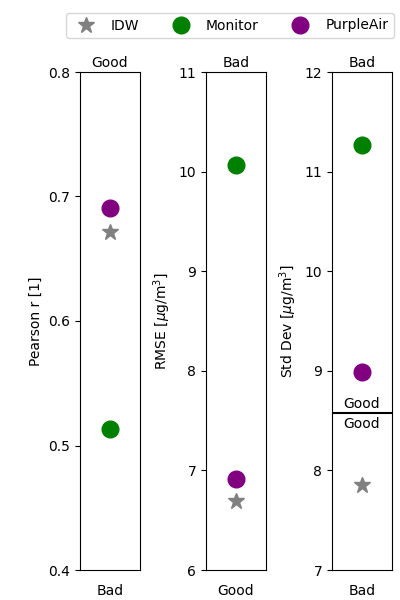 IDW Monitor PurpleAir
Good Bad Bad
0.8
0.7
0.6
0.5
0.4
Pearson r [1]
Bad
11
10
9
8
7
6
RMSE [μg/m³]
Good
12
11
10
9
8
7
Std Dev [μg/m³]
Good
Good
Bad